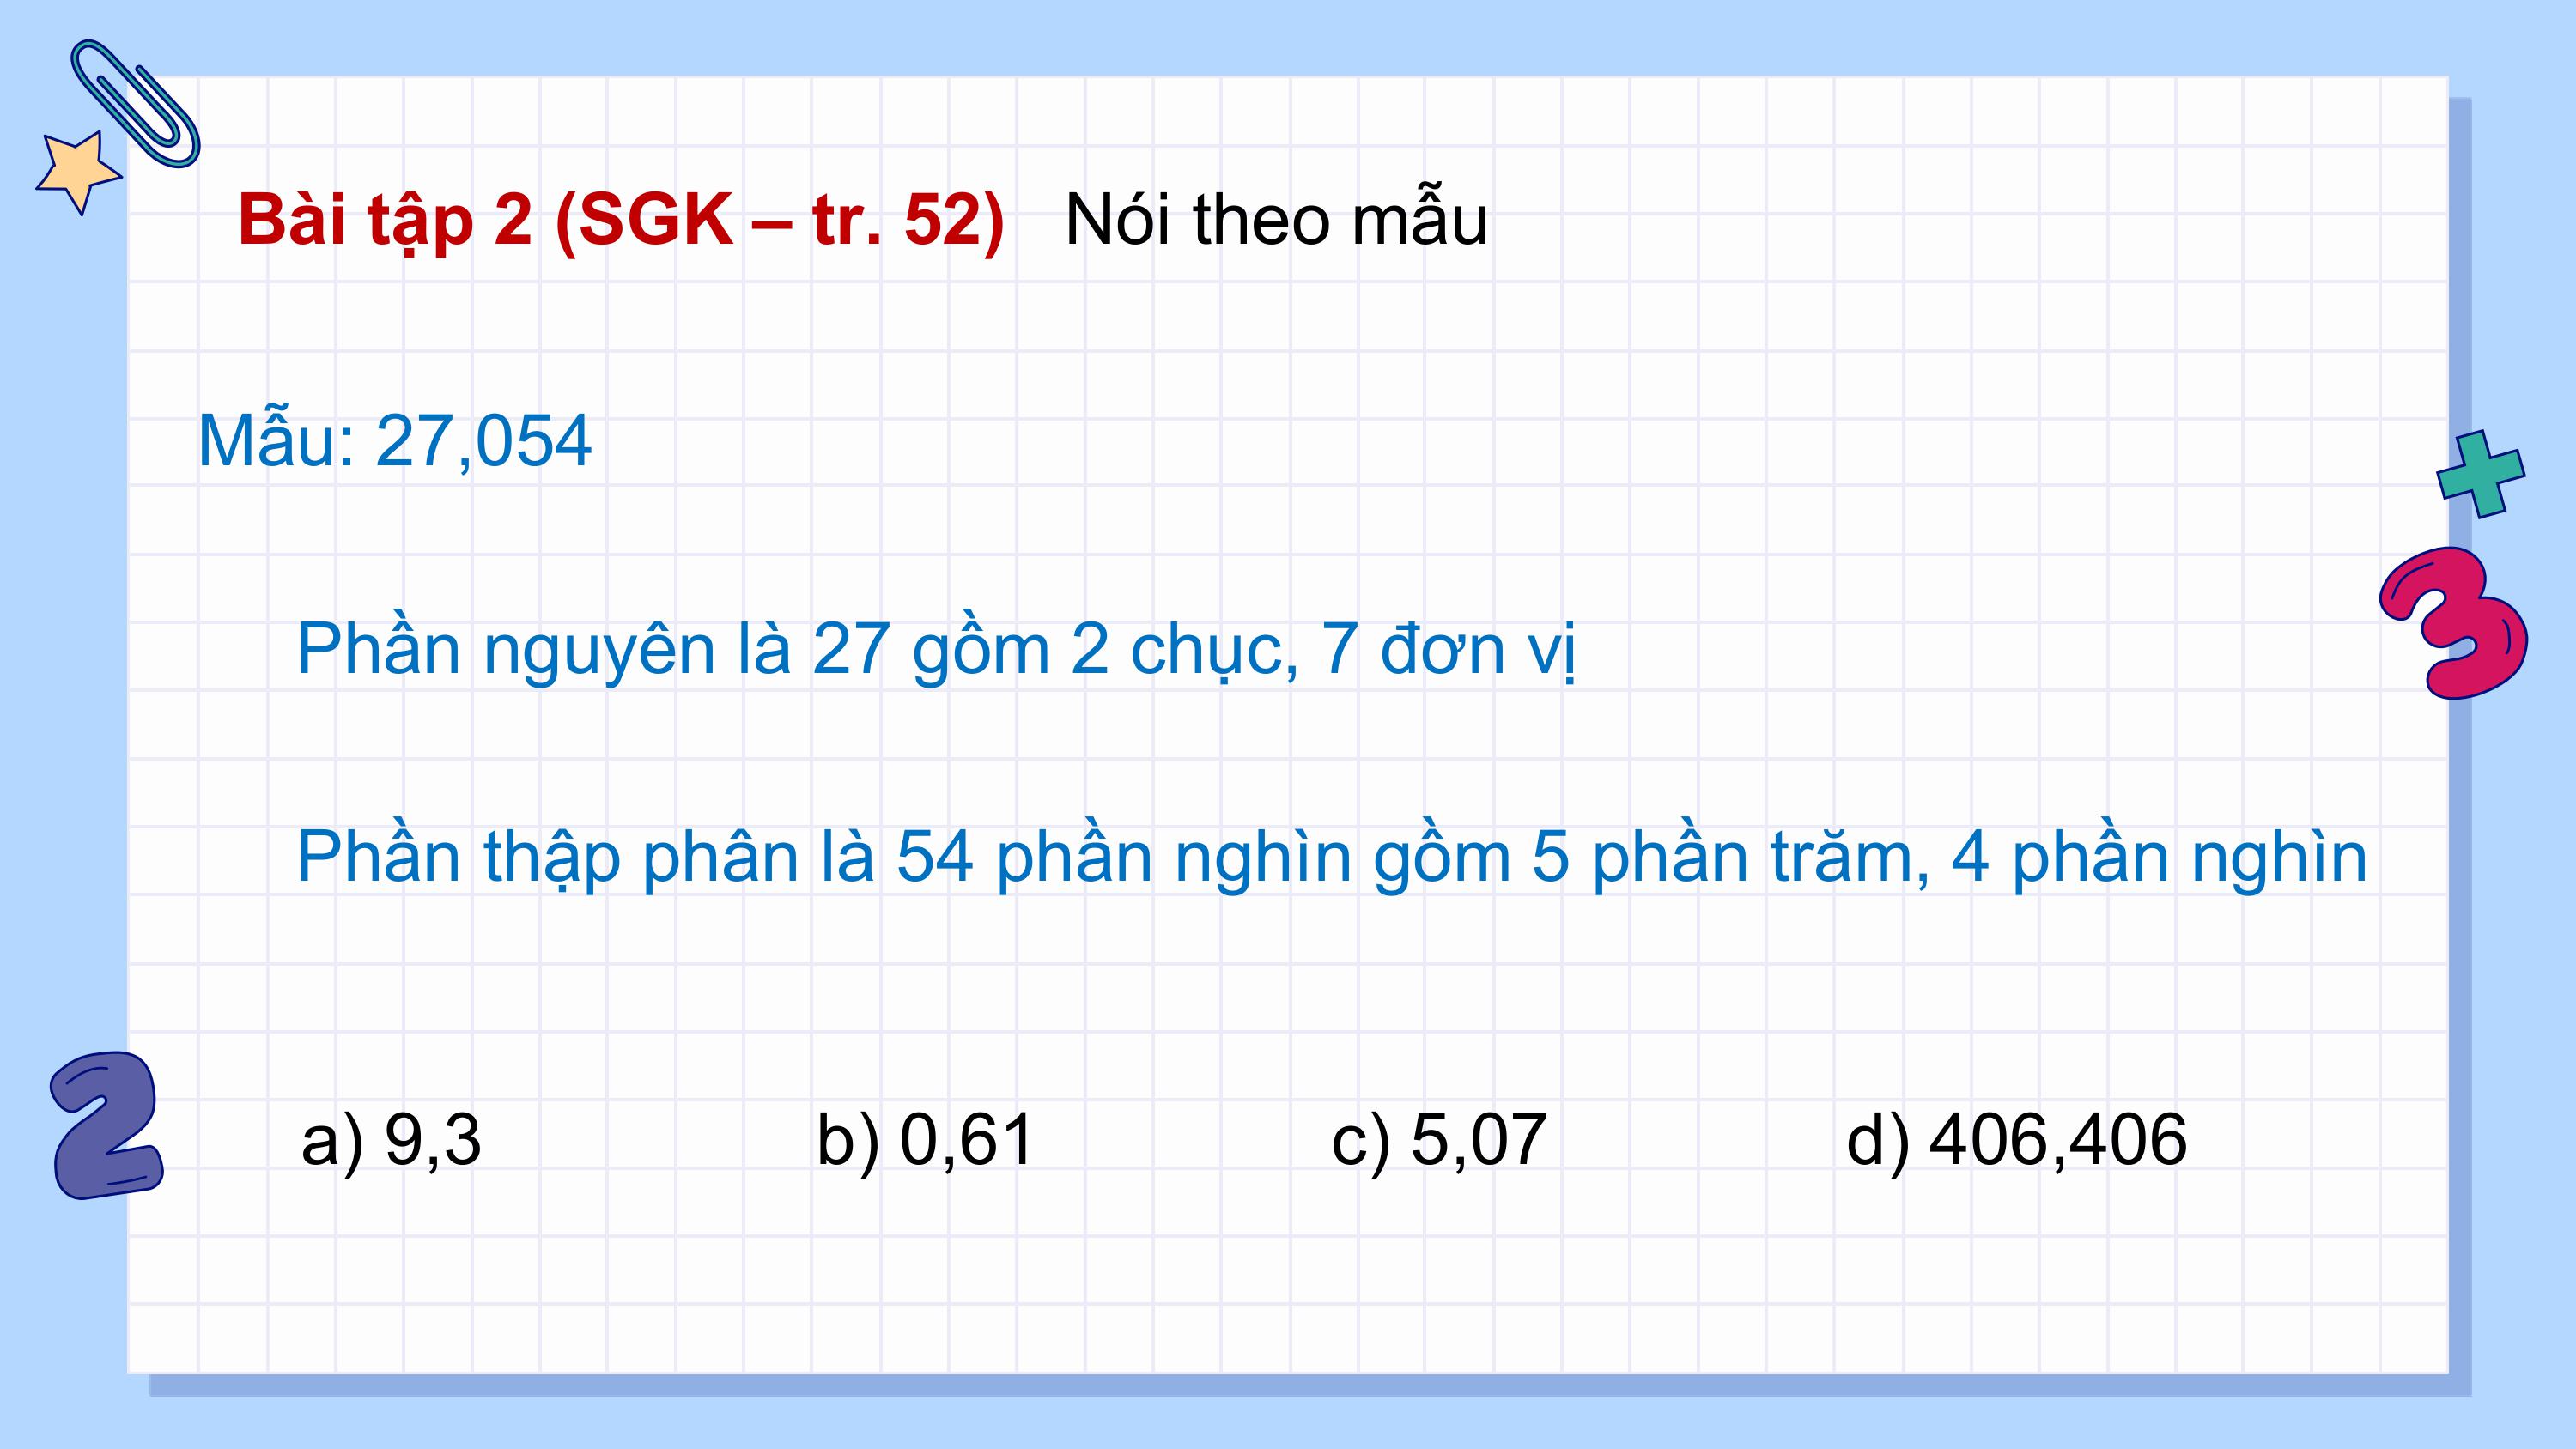 Bài tập 2 (SGK – tr. 52) Nói theo mẫu
Mẫu: 27,054
Phần nguyên là 27 gồm 2 chục, 7 đơn vị
Phần thập phân là 54 phần nghìn gồm 5 phần trăm, 4 phần nghìn
a) 9,3 b) 0,61 c) 5,07 d) 406,406
3
2